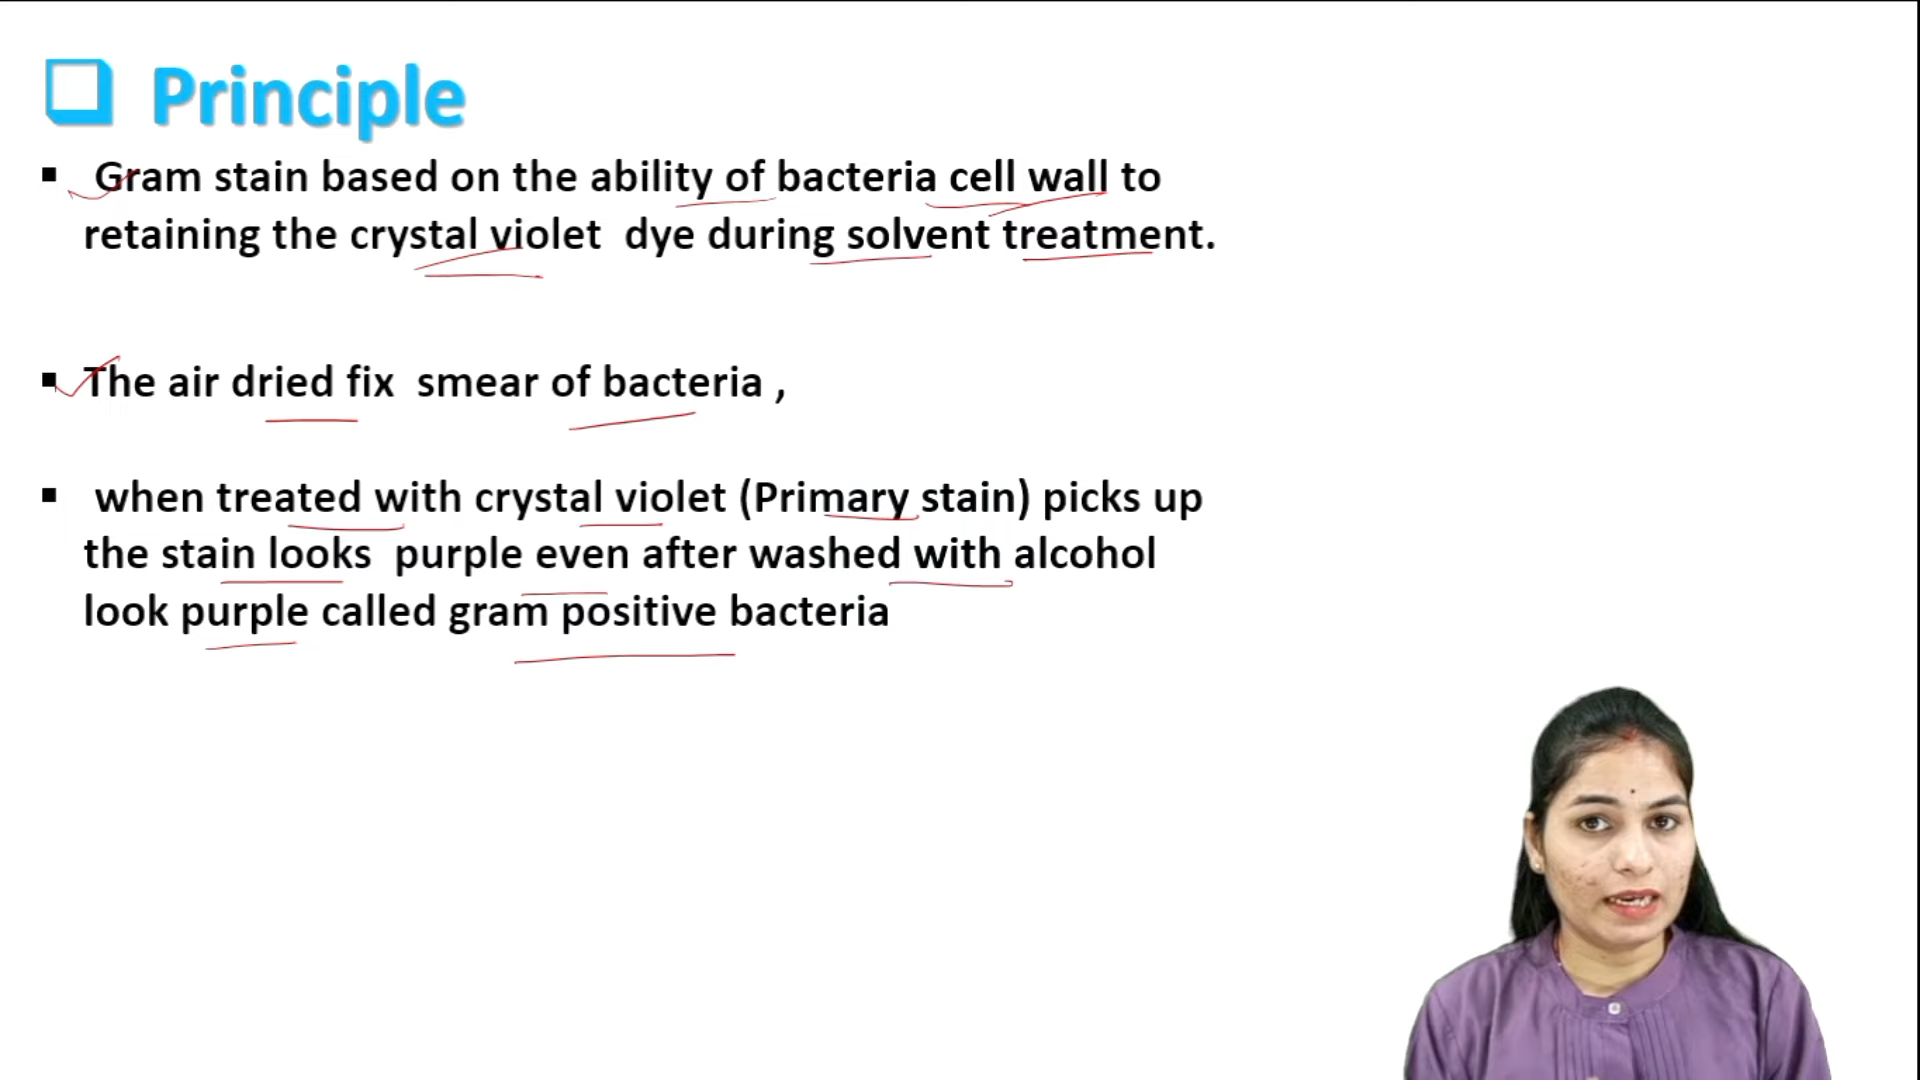 Principle
Gram stain based on the ability of bacteria cell wall to
retaining the crystal violet dye during solvent treatment.
The air dried fix smear of bacteria ,
when treated with crystal violet (Primary stain) picks up
the stain looks purple even after washed with alcohol
look purple called gram positive bacteria